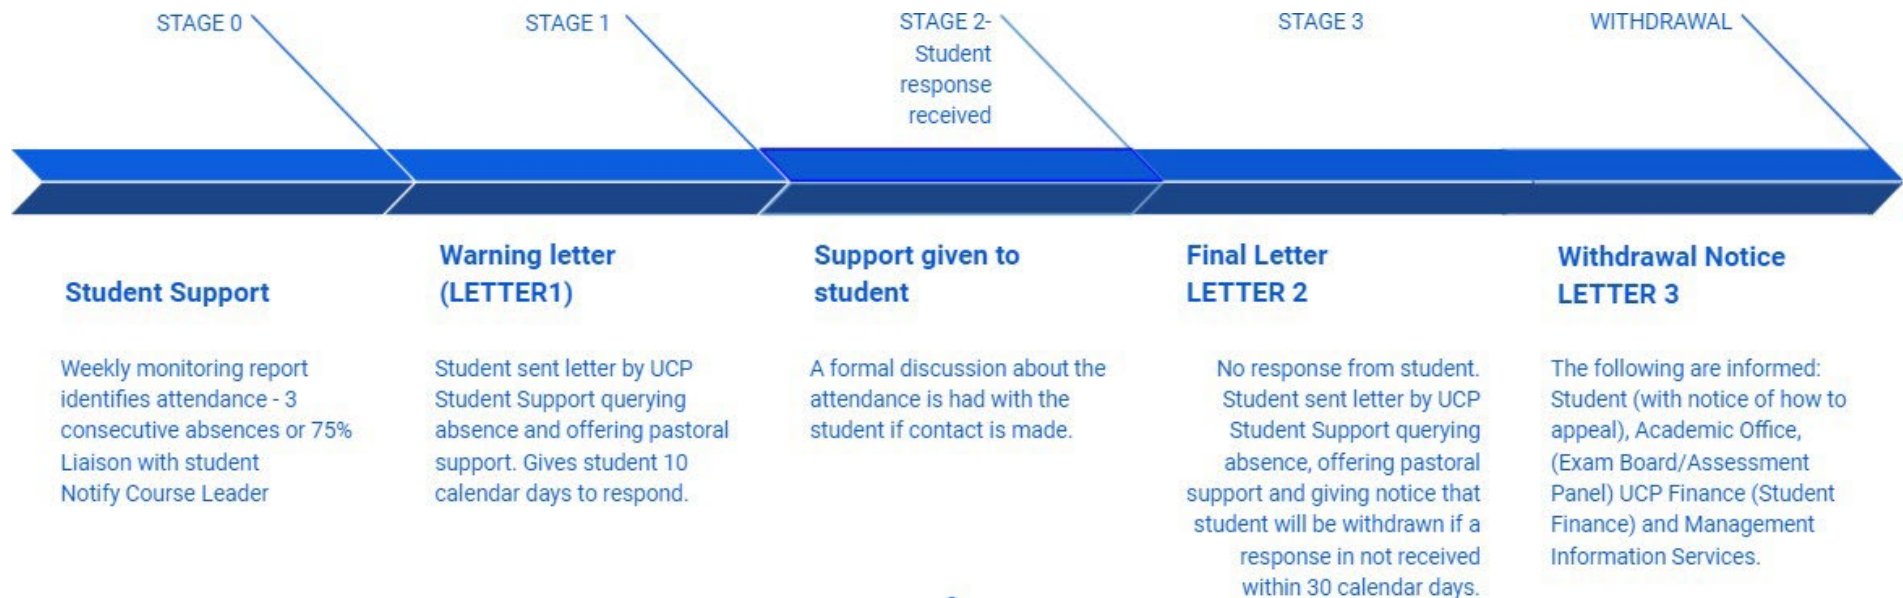 STAGE 0
STAGE 1
STAGE 2-
Student
response
received
STAGE 3
WITHDRAWAL
Student Support
Weekly monitoring report
identifies attendance - 3
consecutive absences or 75%
Liaison with student
Notify Course Leader
Warning letter
(LETTER1)
Student sent letter by UCP
Student Support querying
absence and offering pastoral
support. Gives student 10
calendar days to respond.
Support given to
student
A formal discussion about the
attendance is had with the
student if contact is made.
Final Letter
LETTER 2
No response from student.
Student sent letter by UCP
Student Support querying
absence, offering pastoral
support and giving notice that
student will be withdrawn if a
response in not received
within 30 calendar days.
Withdrawal Notice
LETTER 3
The following are informed:
Student (with notice of how to
appeal), Academic Office,
(Exam Board/Assessment
Panel) UCP Finance (Student
Finance) and Management
Information Services.